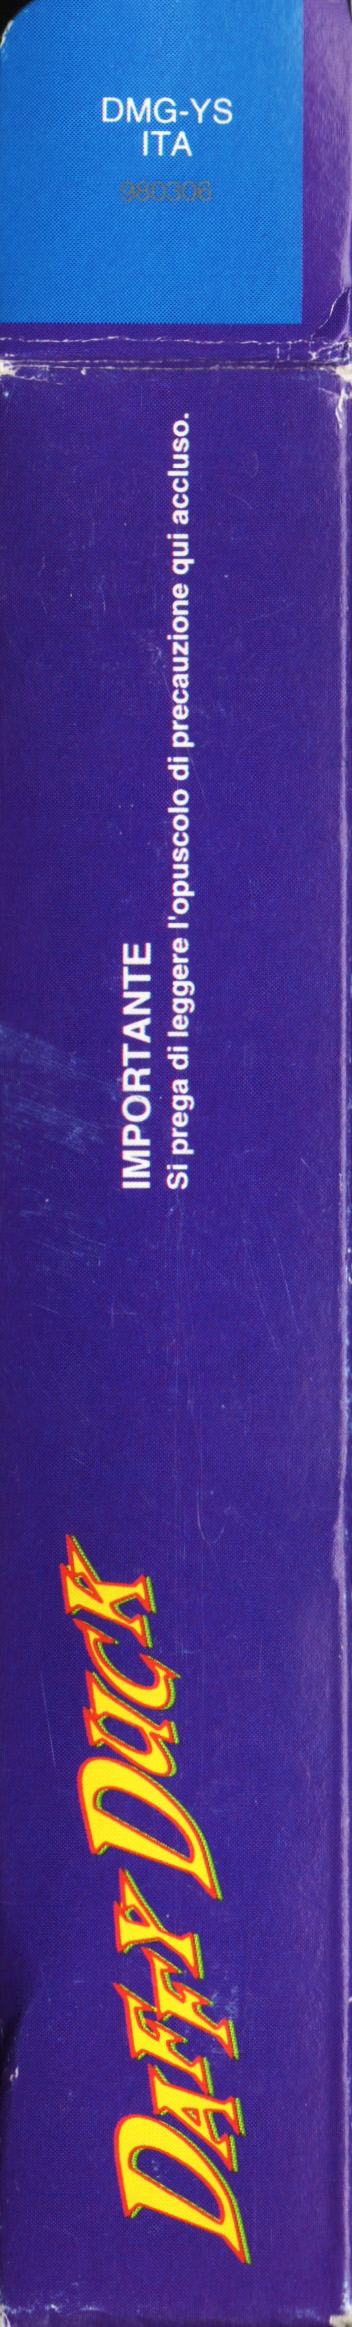 DMG-YS
ITA
980306
IMPORTANTE
Si prega di leggere l'opuscolo di precauzione qui accluso.
DAFFY DUCK